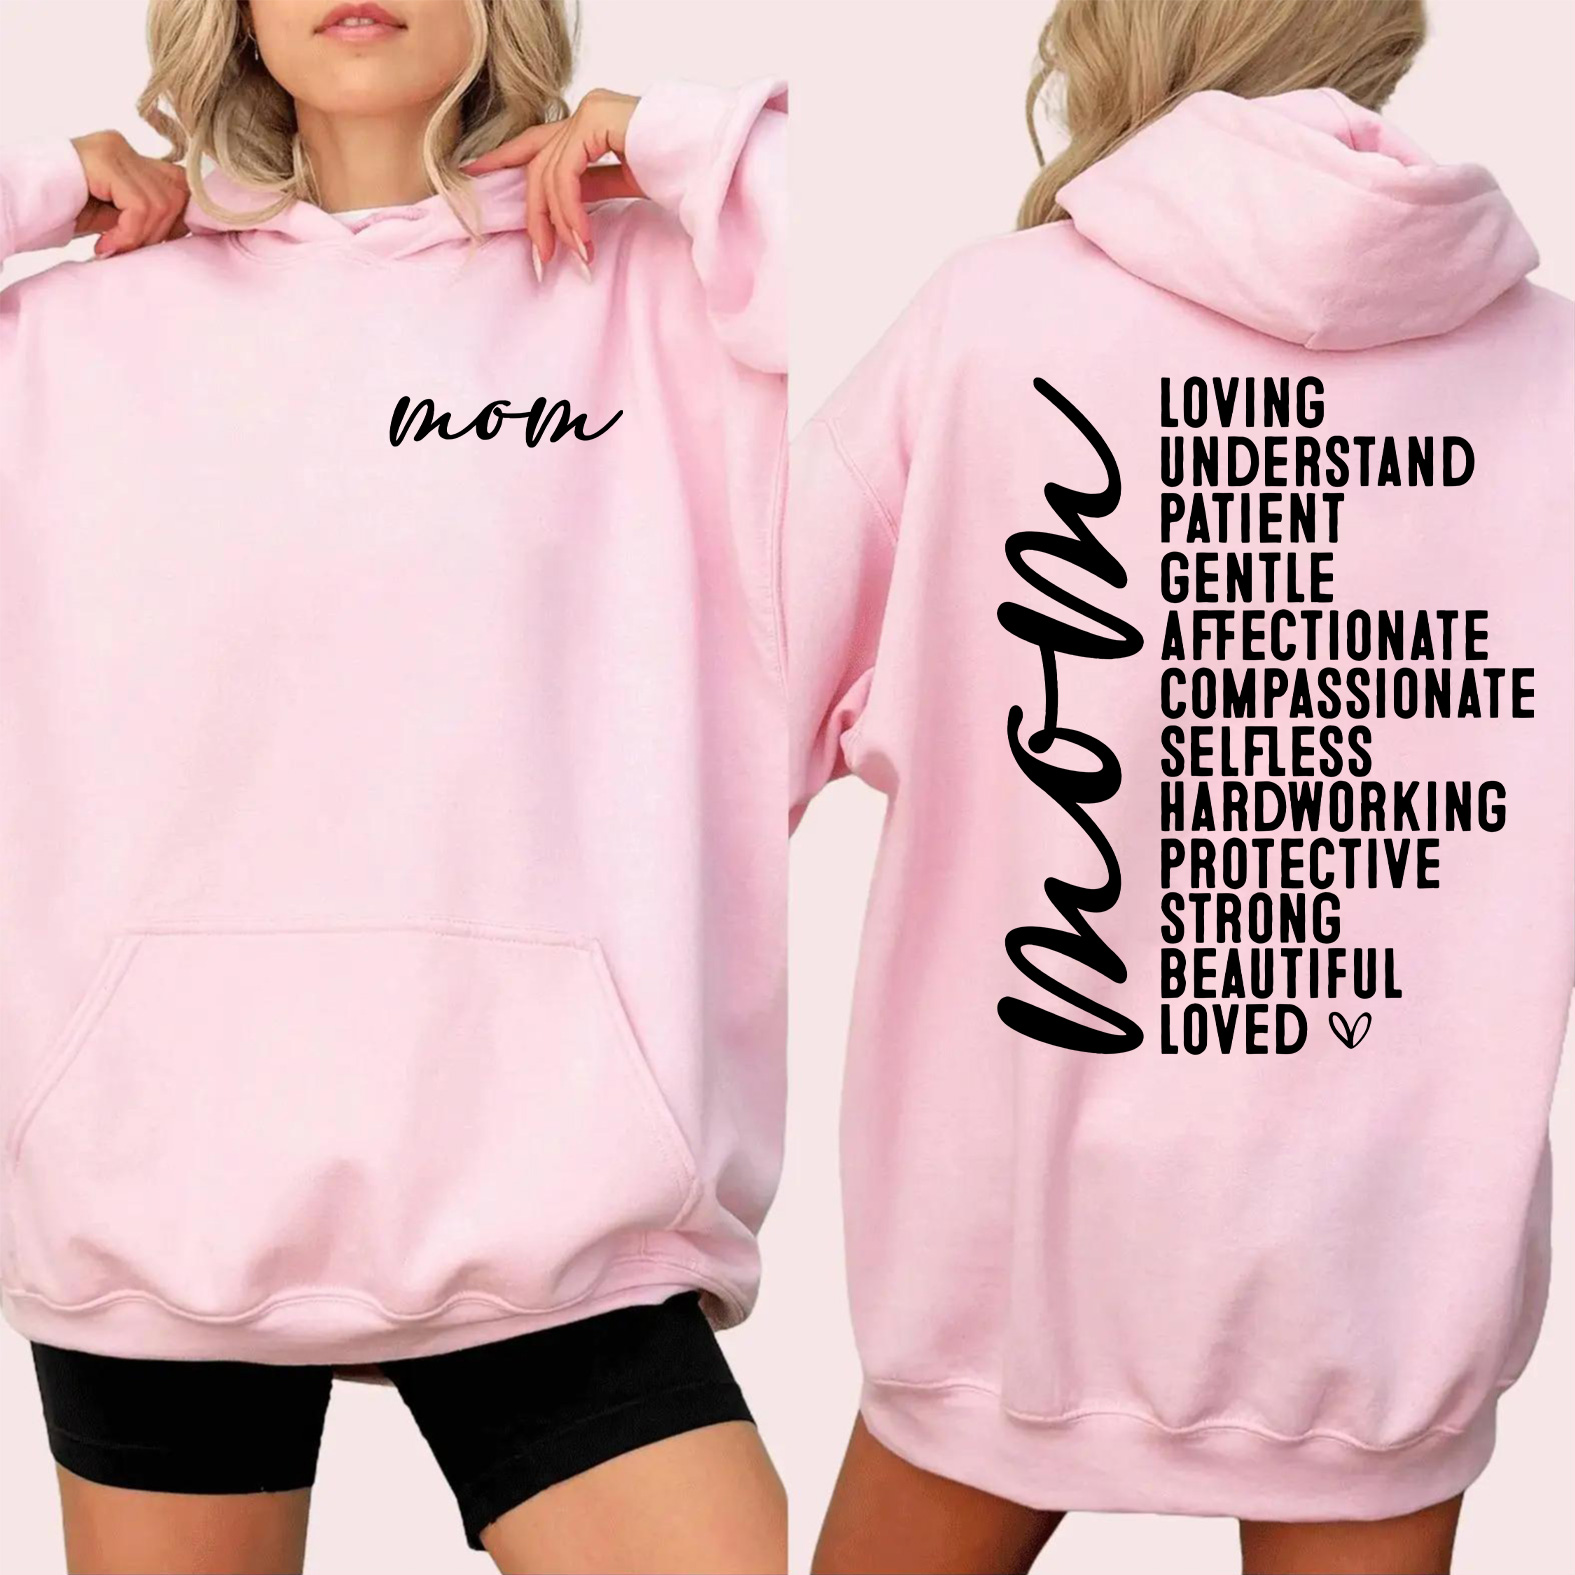 mom
mom
LOVING
UNDERSTAND
PATIENT
GENTLE
AFFECTIONATE
COMPASSIONATE
SELFLESS
HARDWORKING
PROTECTIVE
STRONG
BEAUTIFUL
LOVED